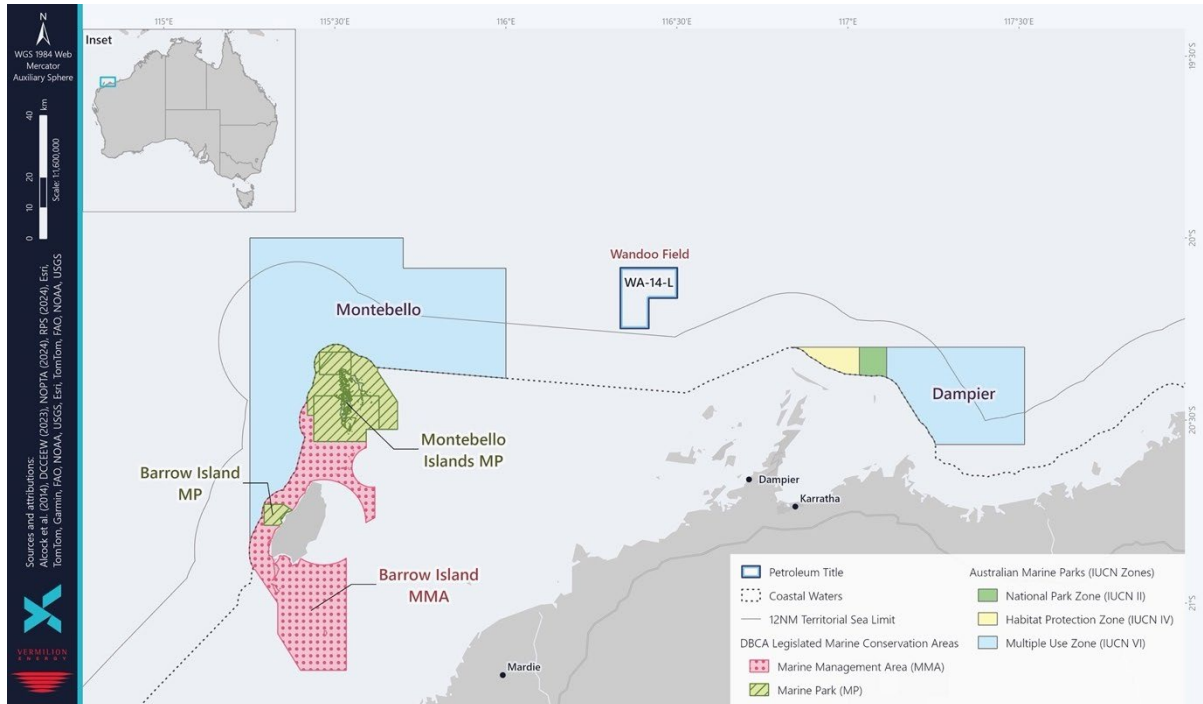 N
WGS 1984 Web
Mercator
Auxiliary Sphere
0 10 20 40
km
Scale: 1:1,600,000
Sources and attributions:
Alcock et al. (2014), DCCEEW (2023), NOPTA (2024), RPS (2024), Esri,
TomTom, Garmin, FAO, NOAA, USGS, Esri, TomTom, FAO, NOAA, USGS
VERMILION
ENERGY
115°E
115°30'E
116°E
116°30'E
117°E
117°30'E
19°30'S
20°S
20°30'S
21°S
Inset
Wandoo Field
WA-14-L
Montebello
Dampier
Montebello
Islands MP
Barrow Island
MP
Barrow Island
MMA
Dampier
Karratha
Mardie
Petroleum Title
Coastal Waters
12NM Territorial Sea Limit
DBCA Legislated Marine Conservation Areas
Marine Management Area (MMA)
Marine Park (MP)
Australian Marine Parks (IUCN Zones)
National Park Zone (IUCN II)
Habitat Protection Zone (IUCN IV)
Multiple Use Zone (IUCN VI)